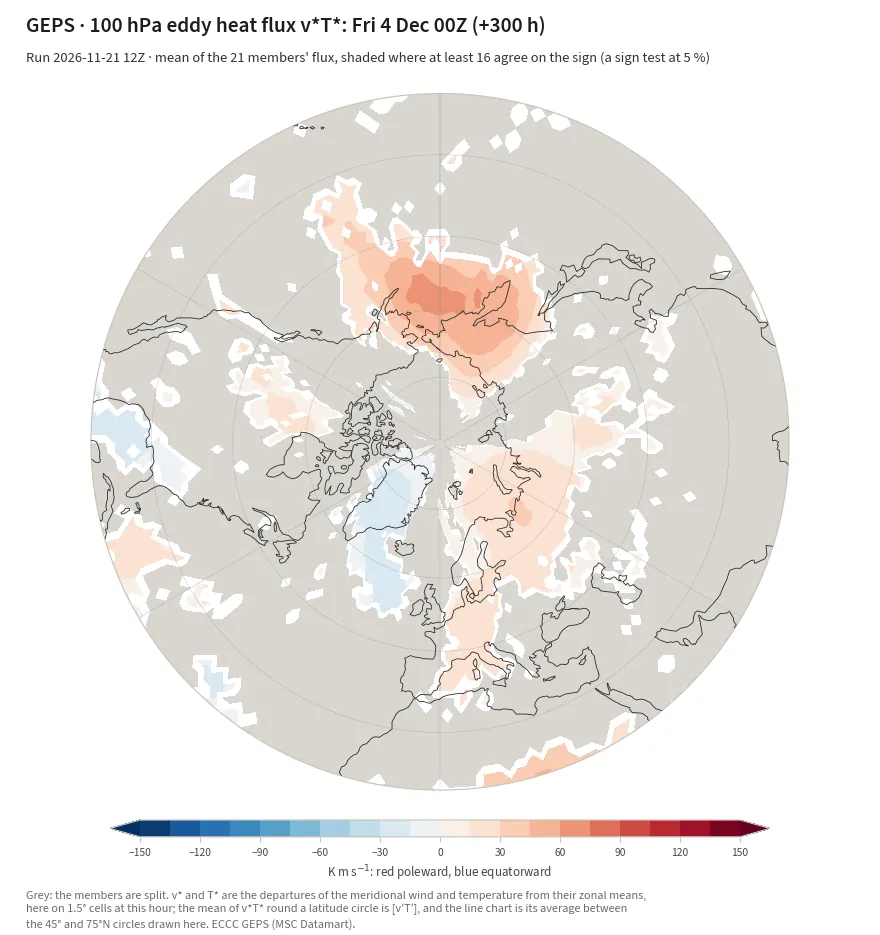 GEPS · 100 hPa eddy heat flux v*T*: Fri 4 Dec 00Z (+300 h)
Run 2026-11-21 12Z · mean of the 21 members' flux, shaded where at least 16 agree on the sign (a sign test at 5 %)
−150 −120 −90 −60 −30 0 30 60 90 120 150
K m s⁻¹: red poleward, blue equatorward
Grey: the members are split. v* and T* are the departures of the meridional wind and temperature from their zonal means,
here on 1.5° cells at this hour; the mean of v*T* round a latitude circle is [v'T'], and the line chart is its average between
the 45° and 75°N circles drawn here. ECCC GEPS (MSC Datamart).